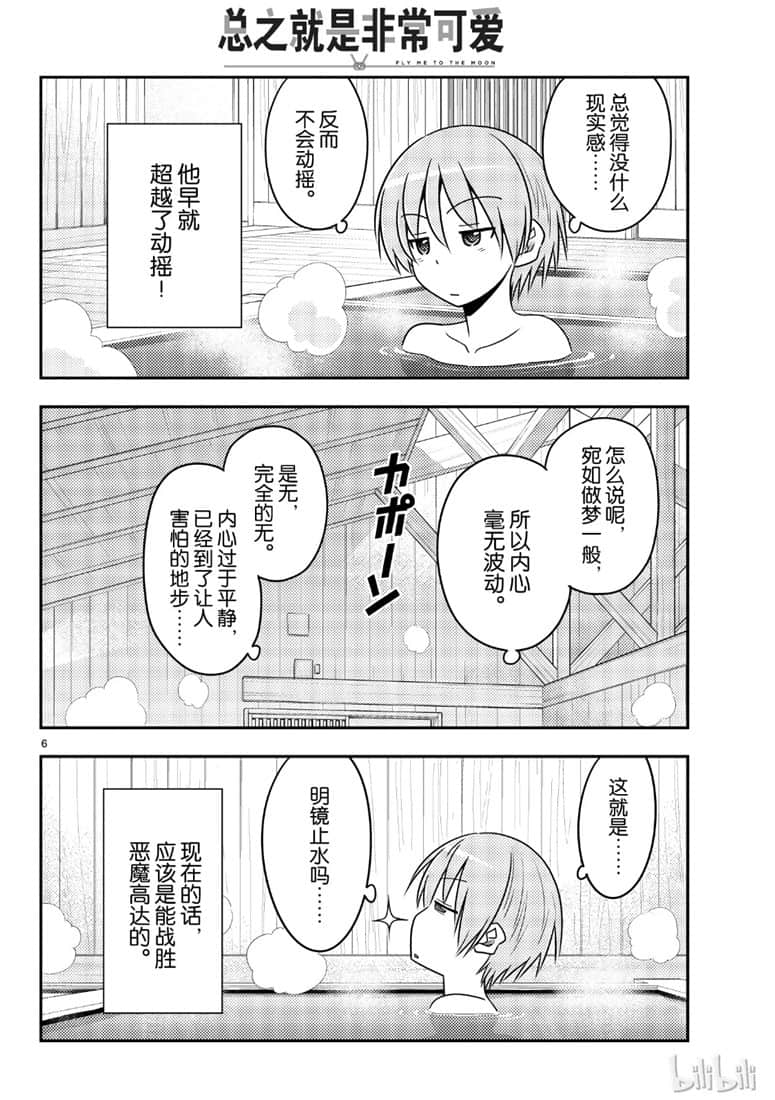 总之就是非常可爱
FLY ME TO THE MOON
总觉得没什么
现实感……
反而
不会动摇。
他早就
超越了动摇！
怎么说呢，
宛如做梦一般，
所以内心
毫无波动。
カポーン
是无，
完全的无。
内心过于平静，
已经到了让人
害怕的地步……
6
这就是……
明镜止水吗……
现在的话，
应该是能战胜
恶魔高达的。
bilibili